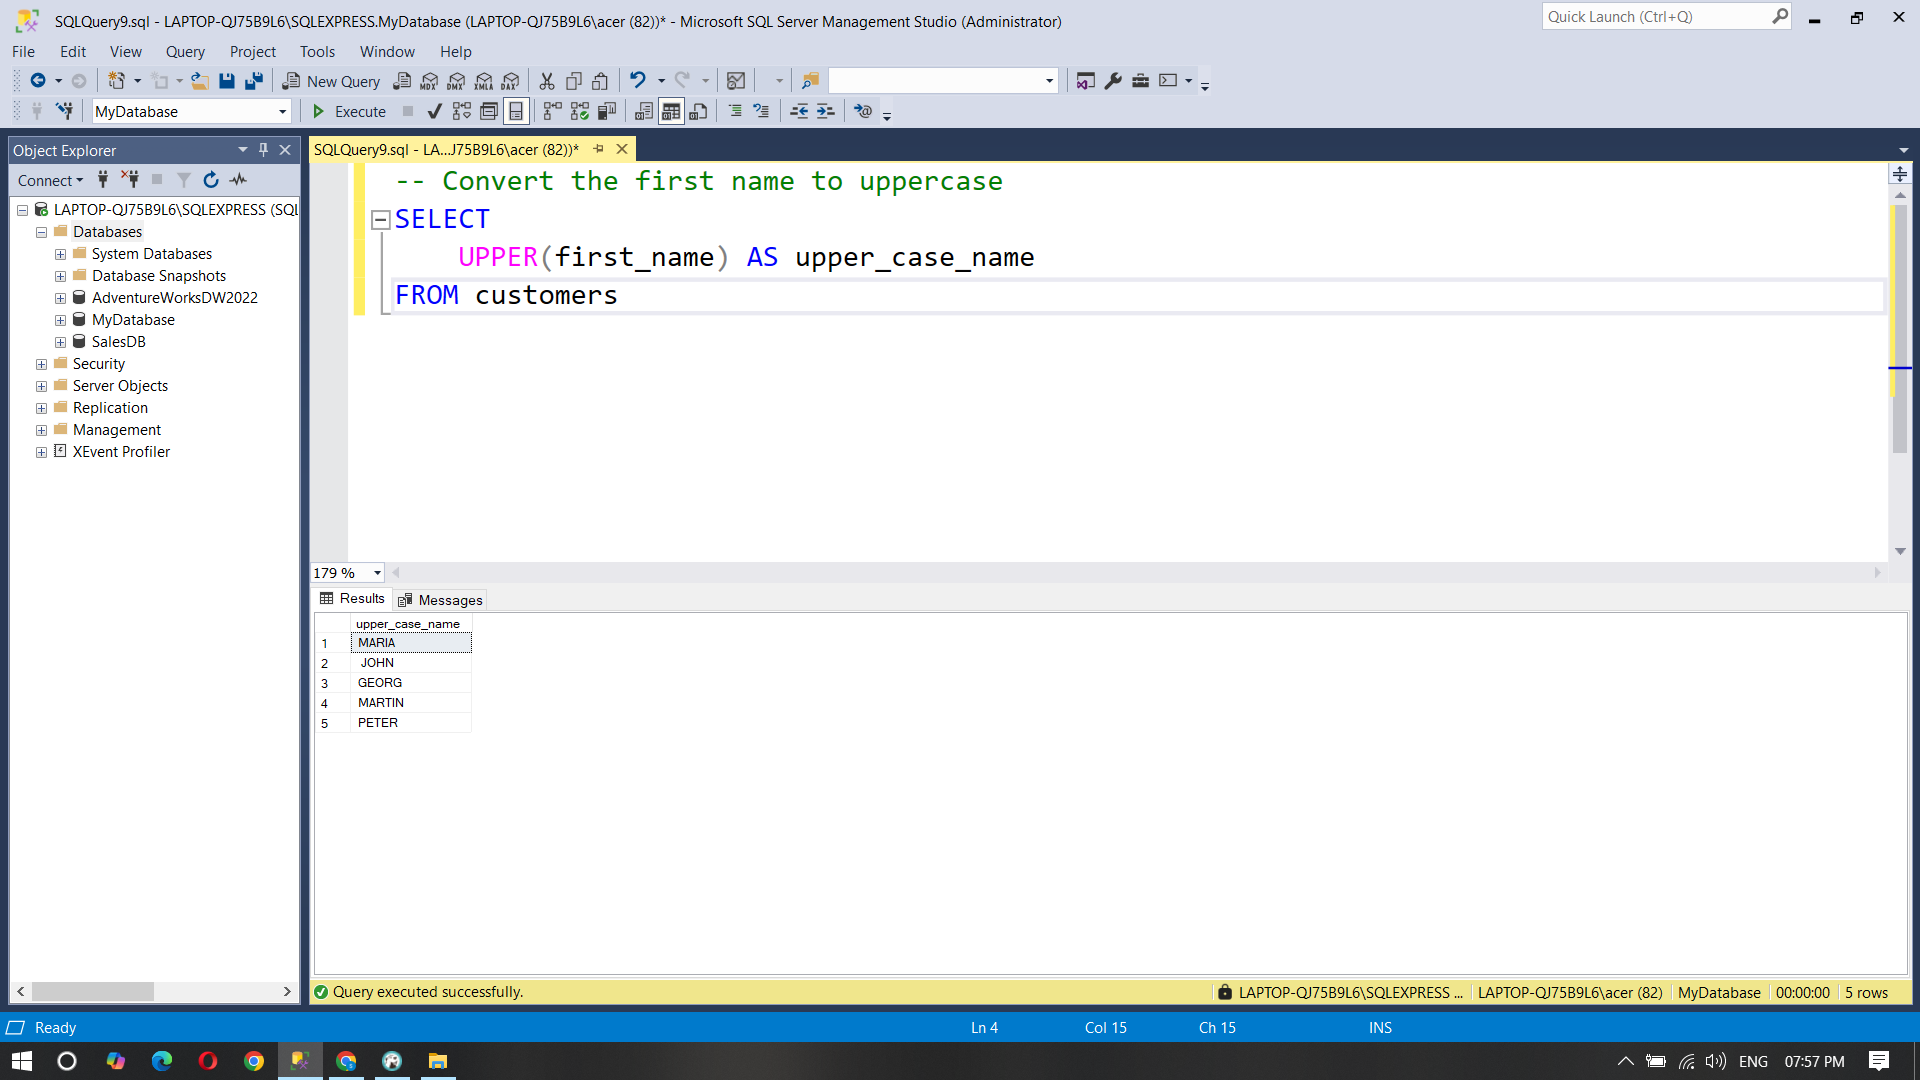 SQLQuery9.sql - LAPTOP-QJ75B9L6\SQLEXPRESS.MyDatabase (LAPTOP-QJ75B9L6\acer (82))* - Microsoft SQL Server Management Studio (Administrator)
Quick Launch (Ctrl+Q)
File Edit View Query Project Tools Window Help
New Query MDX DMX XMLA DAX
MyDatabase Execute
Object Explorer
SQLQuery9.sql - LA...J75B9L6\acer (82))*
Connect
LAPTOP-QJ75B9L6\SQLEXPRESS (SQL
Databases
System Databases
Database Snapshots
AdventureWorksDW2022
MyDatabase
SalesDB
Security
Server Objects
Replication
Management
XEvent Profiler
-- Convert the first name to uppercase
SELECT
UPPER(first_name) AS upper_case_name
FROM customers
179 %
Results Messages
upper_case_name
1 MARIA
2 JOHN
3 GEORG
4 MARTIN
5 PETER
Query executed successfully.
LAPTOP-QJ75B9L6\SQLEXPRESS ... LAPTOP-QJ75B9L6\acer (82) MyDatabase 00:00:00 5 rows
Ready Ln 4 Col 15 Ch 15 INS
ENG 07:57 PM